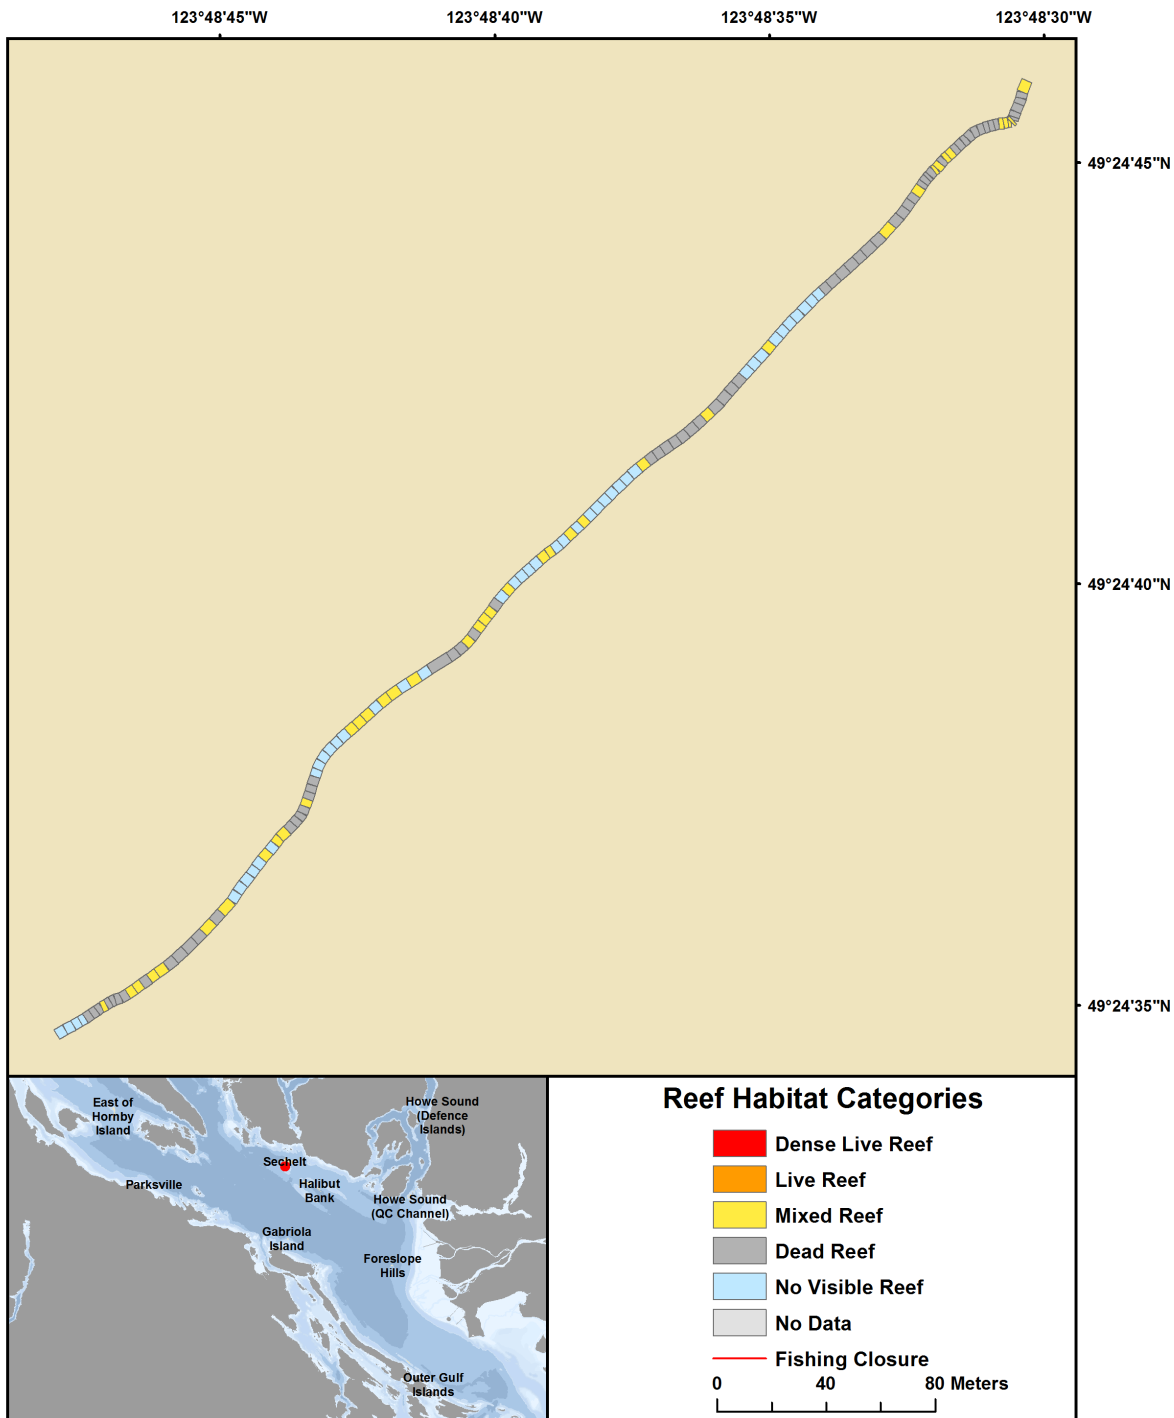 123°48'45"W
123°48'40"W
123°48'35"W
123°48'30"W
49°24'45"N
49°24'40"N
49°24'35"N
East of
Hornby
Island
Howe Sound
(Defence
Islands)
Sechelt
Parksville
Halibut
Bank
Howe Sound
(QC Channel)
Gabriola
Island
Foreslope
Hills
Outer Gulf
Islands
Reef Habitat Categories
Dense Live Reef
Live Reef
Mixed Reef
Dead Reef
No Visible Reef
No Data
Fishing Closure
0 40 80 Meters